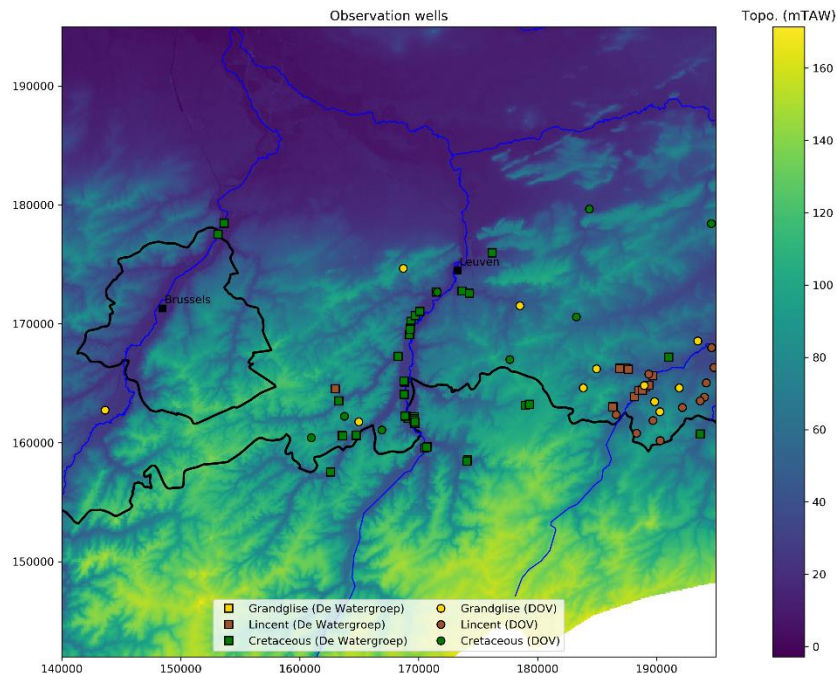 Observation wells
Topo. (mTAW)
190000
180000
170000
160000
150000
Leuven
Brussels
160
140
120
100
80
60
40
20
0
Grandglise (De Watergroep)
Lincent (De Watergroep)
Cretaceous (De Watergroep)
Grandglise (DOV)
Lincent (DOV)
Cretaceous (DOV)
140000
150000
160000
170000
180000
190000